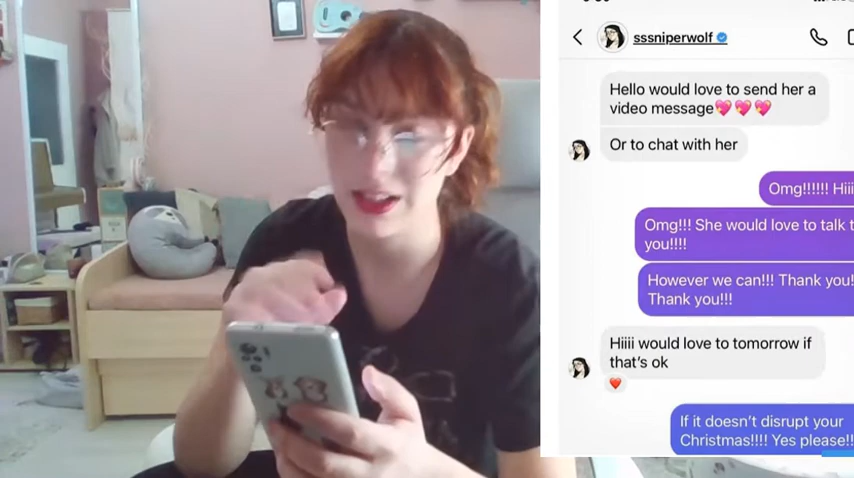 sssniperwolf
Hello would love to send her a
video message💖💖💖
Or to chat with her
Omg!!!!!! Hiii
Omg!!! She would love to talk t
you!!!!
However we can!!! Thank you!
Thank you!!!
Hiiii would love to tomorrow if
that's ok
If it doesn't disrupt your
Christmas!!!! Yes please!!